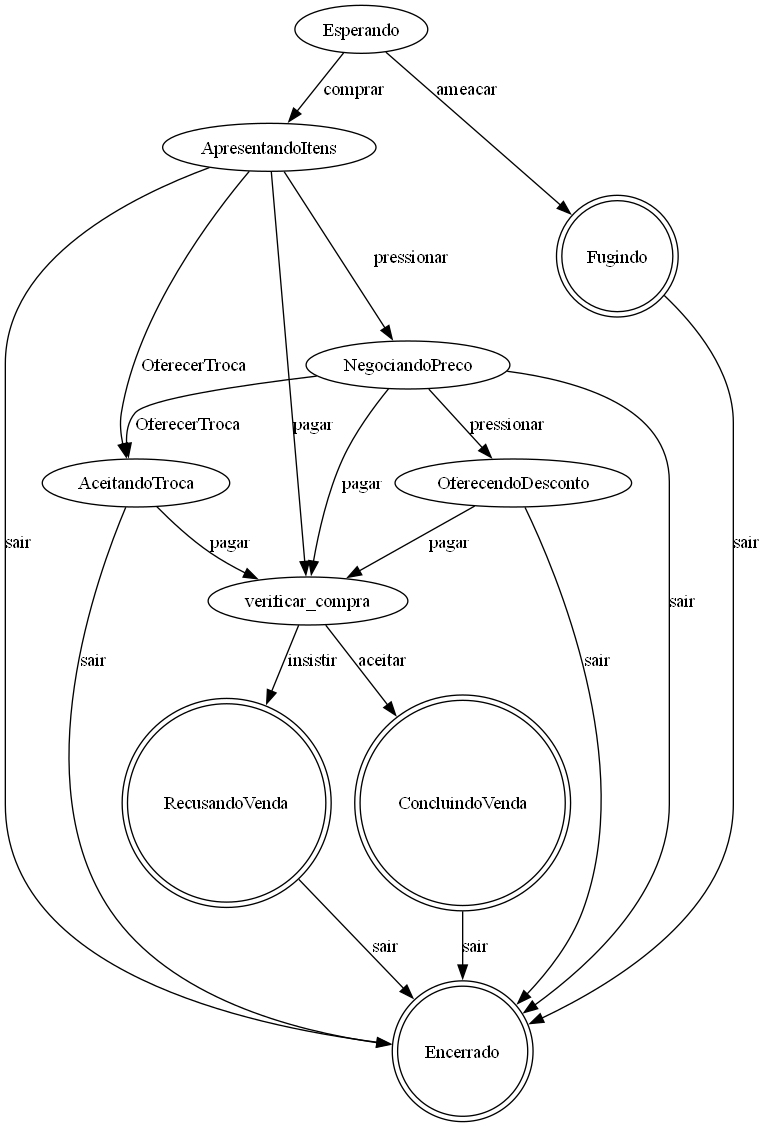 Esperando
comprar
ameacar
ApresentandoItens
Fugindo
pressionar
OferecerTroca
NegociandoPreco
OferecerTroca
pagar
pressionar
AceitandoTroca
pagar
OferecendoDesconto
sair
pagar
pagar
sair
verificar_compra
sair
sair
insistir
aceitar
sair
sair
RecusandoVenda
ConcluindoVenda
sair
sair
Encerrado